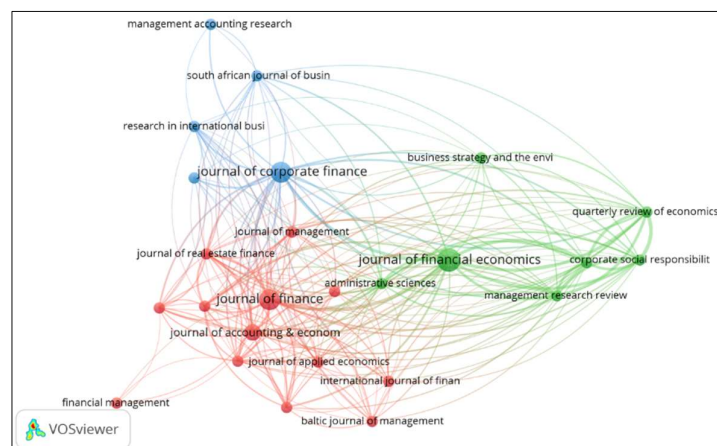 management accounting research
south african journal of busin
research in international busi
journal of corporate finance
business strategy and the envi
quarterly review of economics
journal of management
journal of real estate finance
journal of financial economics
corporate social responsibilit
administrative sciences
management research review
journal of finance
journal of accounting & econom
journal of applied economics
international journal of finan
financial management
baltic journal of management
VOSviewer